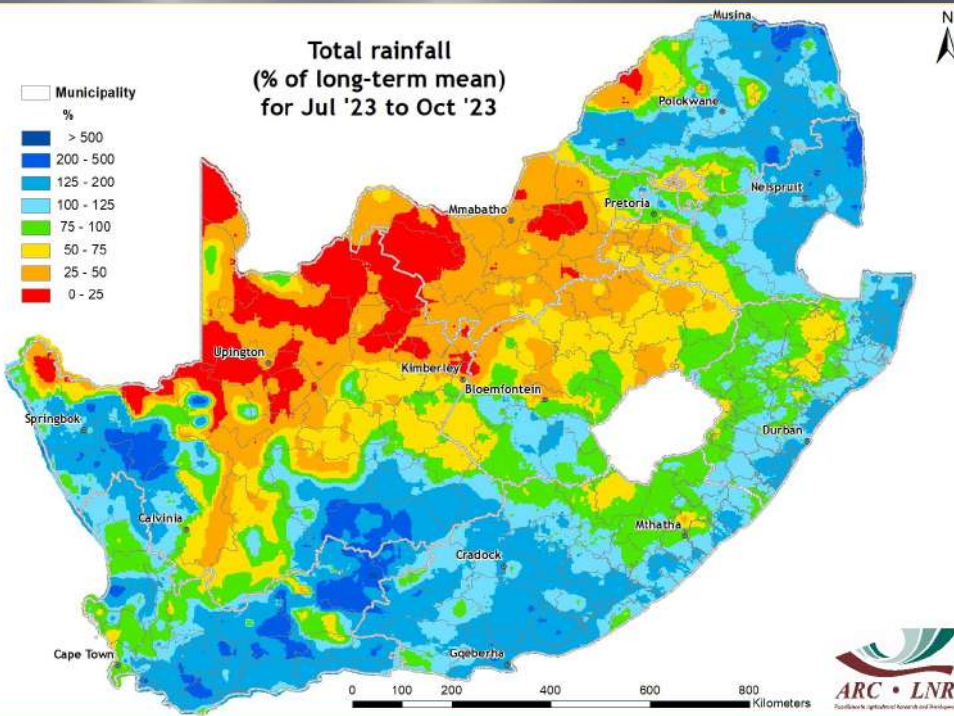 Total rainfall
(% of long-term mean)
for Jul '23 to Oct '23
N
Municipality
%
> 500
200 - 500
125 - 200
100 - 125
75 - 100
50 - 75
25 - 50
0 - 25
Musina
Polokwane
Nelspruit
Pretoria
Mmabatho
Upington
Kimberley
Bloemfontein
Springbok
Durban
Calvinia
Mthatha
Cradock
Cape Town
Gqeberha
0 100 200 400 600 800
Kilometers
ARC • LNR